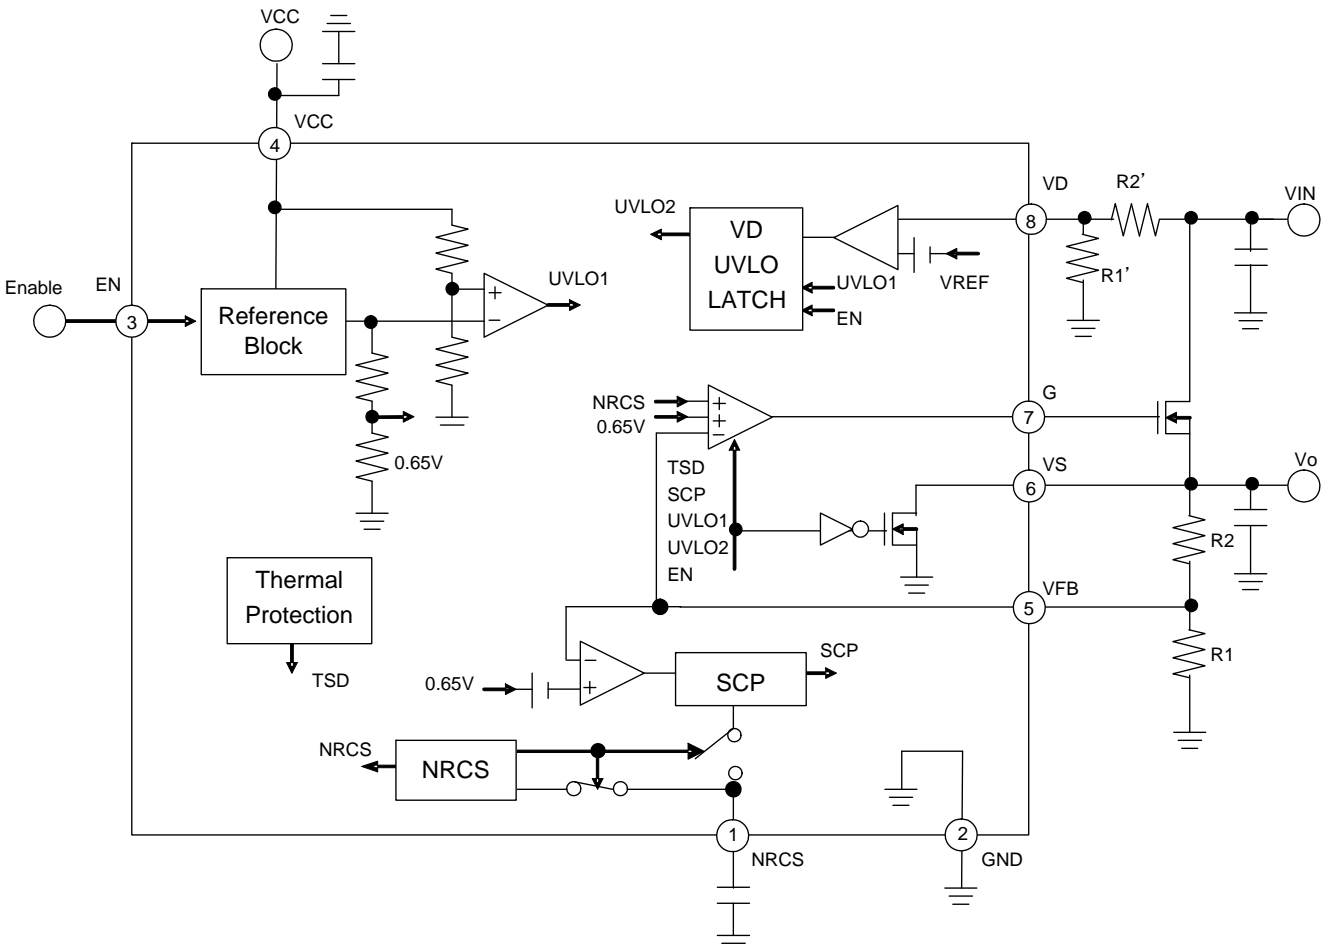 VCC
VCC
4
VD
R2’
VIN
8
R1’
UVLO2
VD
UVLO
LATCH
UVLO1
EN
VREF
Enable
EN
3
Reference
Block
+
−
UVLO1
0.65V
NRCS
0.65V
+
+
−
G
7
TSD
SCP
UVLO1
UVLO2
EN
VS
6
Vo
R2
VFB
5
R1
Thermal
Protection
TSD
0.65V
−
+
SCP
SCP
NRCS
NRCS
1
NRCS
2
GND